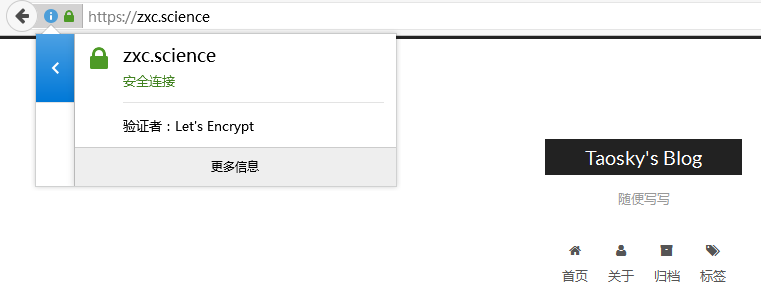 https://zxc.science
zxc.science
安全连接
验证者：Let's Encrypt
更多信息
Taosky's Blog
随便写写
首页 关于 归档 标签